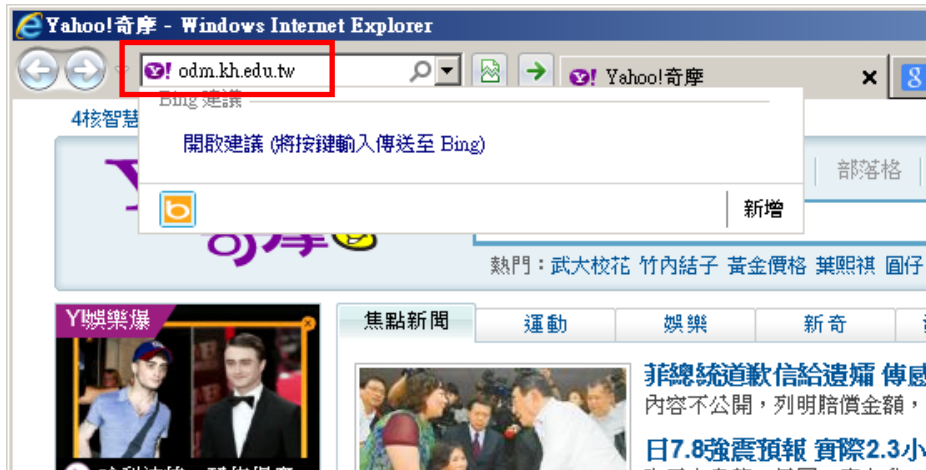 Yahoo!奇摩 - Windows Internet Explorer
odm.kh.edu.tw
Yahoo!奇摩
Bing 建議
4核智慧
開啟建議 (將按鍵輸入傳送至 Bing)
部落格
新增
奇摩
熱門：武大校花 竹內結子 黃金價格 葉熙祺 圓仔
Y!娛樂爆
焦點新聞
運動
娛樂
新奇
菲總統道歉信給遺孀 傳感
內容不公開，列明賠償金額，
日7.8強震預報 實際2.3小